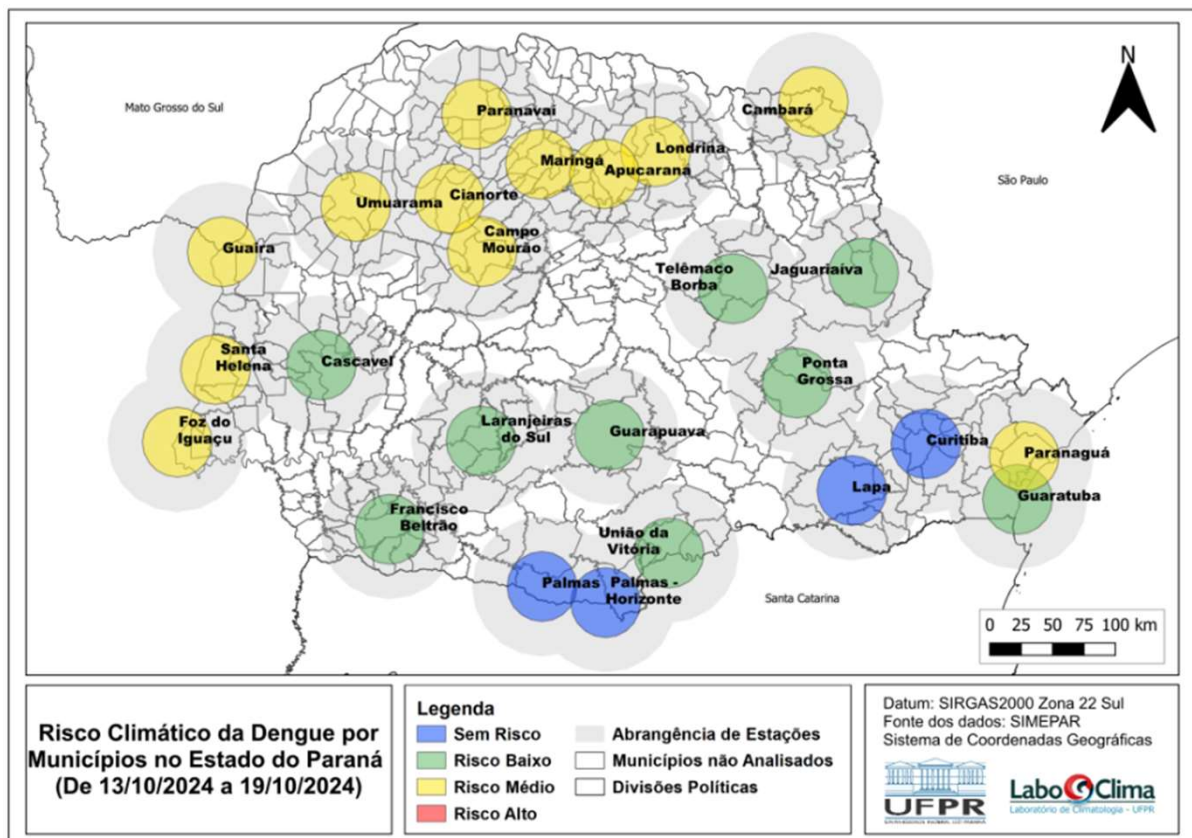 N
Mato Grosso do Sul
São Paulo
Santa Catarina
Paranavaí
Cambará
Maringá
Londrina
Apucarana
Umuarama
Cianorte
Campo
Mourão
Guaíra
Telêmaco
Borba
Jaguariaíva
Santa
Helena
Cascavel
Ponta
Grossa
Foz do
Iguaçu
Laranjeiras
do Sul
Guarapuava
Curitiba
Paranaguá
Lapa
Guaratuba
Francisco
Beltrão
União da
Vitória
Palmas
Palmas -
Horizonte
0 25 50 75 100 km
Risco Climático da Dengue por
Municípios no Estado do Paraná
(De 13/10/2024 a 19/10/2024)
Legenda
Sem Risco
Risco Baixo
Risco Médio
Risco Alto
Abrangência de Estações
Municípios não Analisados
Divisões Políticas
Datum: SIRGAS2000 Zona 22 Sul
Fonte dos dados: SIMEPAR
Sistema de Coordenadas Geográficas
UFPR
UNIVERSIDADE FEDERAL DO PARANÁ
LaboClima
Laboratório de Climatologia - UFPR